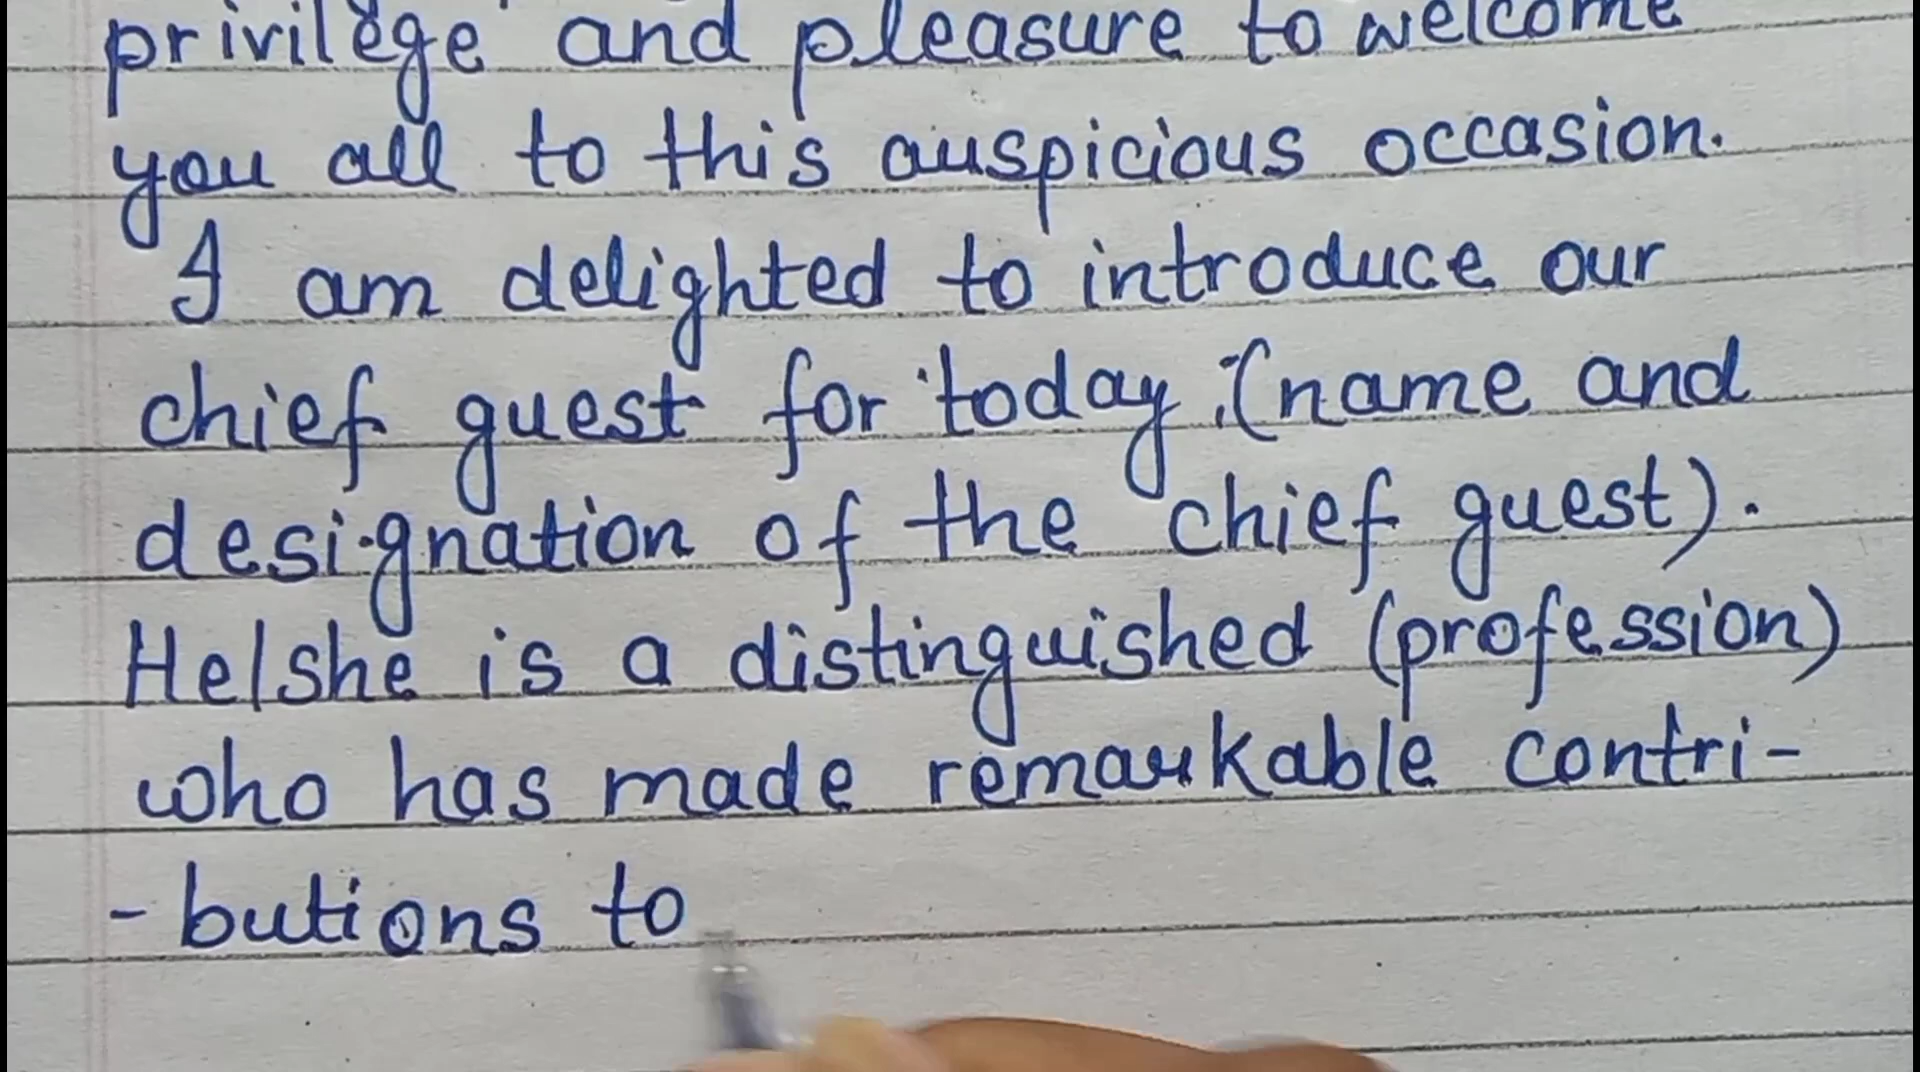 privilege and pleasure to welcome
you all to this auspicious occasion.
I am delighted to introduce our
chief guest for today, (name and
designation of the chief guest).
He/she is a distinguished (profession)
who has made remarkable contri-
-butions to